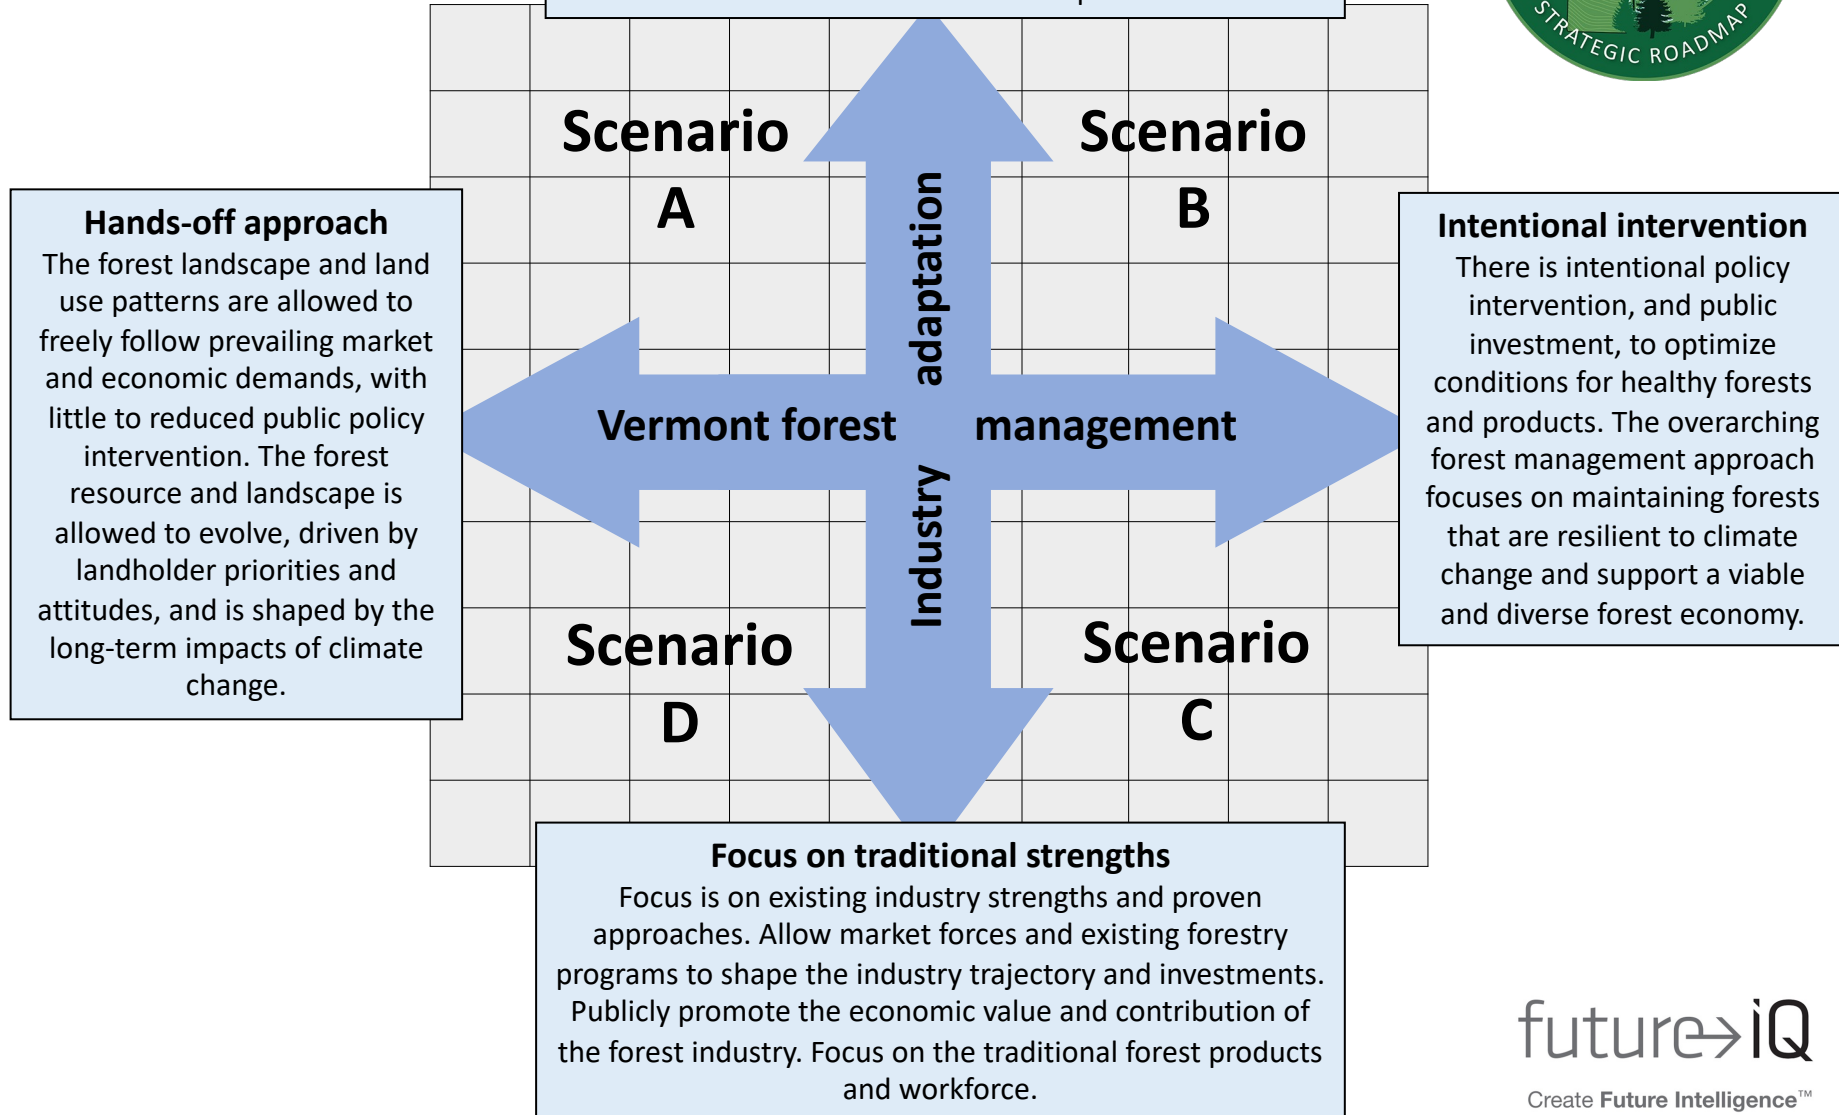 STRATEGIC ROADMAP
Scenario
A
Scenario
B
Hands-off approach
The forest landscape and land
use patterns are allowed to
freely follow prevailing market
and economic demands, with
little to reduced public policy
intervention. The forest
resource and landscape is
allowed to evolve, driven by
landholder priorities and
attitudes, and is shaped by the
long-term impacts of climate
change.
Industry adaptation
Vermont forest management
Intentional intervention
There is intentional policy
intervention, and public
investment, to optimize
conditions for healthy forests
and products. The overarching
forest management approach
focuses on maintaining forests
that are resilient to climate
change and support a viable
and diverse forest economy.
Scenario
D
Scenario
C
Focus on traditional strengths
Focus is on existing industry strengths and proven
approaches. Allow market forces and existing forestry
programs to shape the industry trajectory and investments.
Publicly promote the economic value and contribution of
the forest industry. Focus on the traditional forest products
and workforce.
future→iQ
Create Future Intelligence™